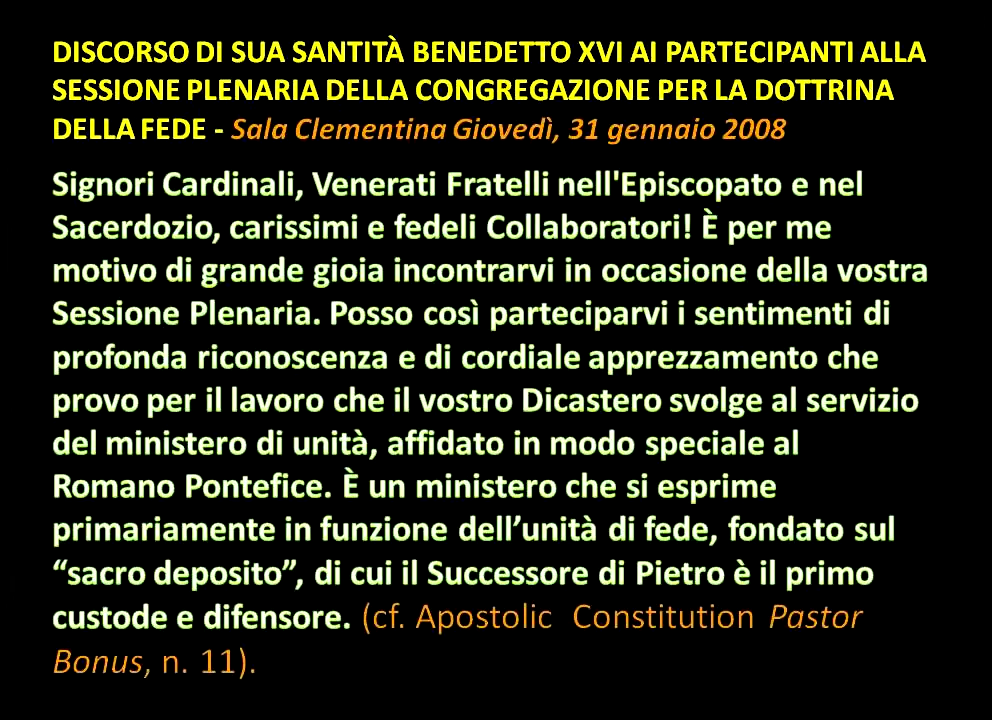 DISCORSO DI SUA SANTITÀ BENEDETTO XVI AI PARTECIPANTI ALLA
SESSIONE PLENARIA DELLA CONGREGAZIONE PER LA DOTTRINA
DELLA FEDE - Sala Clementina Giovedì, 31 gennaio 2008
Signori Cardinali, Venerati Fratelli nell'Episcopato e nel
Sacerdozio, carissimi e fedeli Collaboratori! È per me
motivo di grande gioia incontrarvi in occasione della vostra
Sessione Plenaria. Posso così parteciparvi i sentimenti di
profonda riconoscenza e di cordiale apprezzamento che
provo per il lavoro che il vostro Dicastero svolge al servizio
del ministero di unità, affidato in modo speciale al
Romano Pontefice. È un ministero che si esprime
primariamente in funzione dell’unità di fede, fondato sul
“sacro deposito”, di cui il Successore di Pietro è il primo
custode e difensore. (cf. Apostolic Constitution Pastor
Bonus, n. 11).